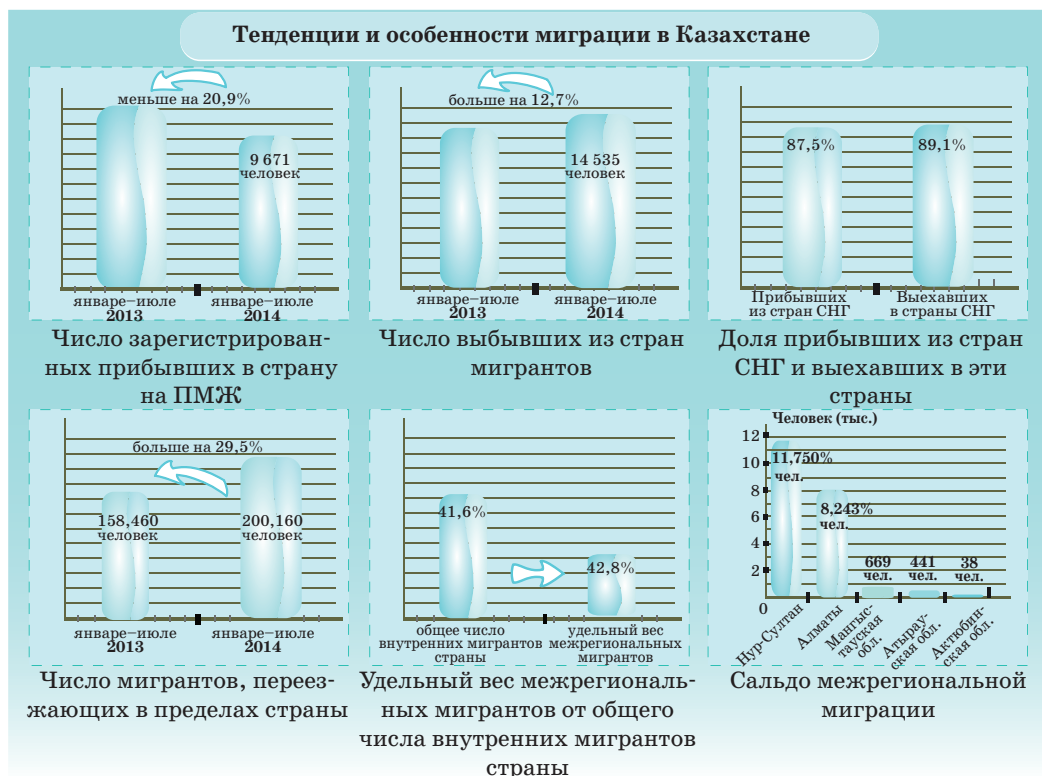 Тенденции и особенности миграции в Казахстане
меньше на 20,9%
9 671
человек
январе–июле
2013
январе–июле
2014
Число зарегистрирован-
ных прибывших в страну
на ПМЖ
больше на 12,7%
14 535
человек
январе–июле
2013
январе–июле
2014
Число выбывших из стран
мигрантов
87,5%
89,1%
Прибывших
из стран СНГ
Выехавших
в страны СНГ
Доля прибывших из стран
СНГ и выехавших в эти
страны
больше на 29,5%
158,460
человек
200,160
человек
январе–июле
2013
январе–июле
2014
Число мигрантов, переез-
жающих в пределах страны
41,6%
42,8%
общее число
внутренних мигрантов
страны
удельный вес
межрегиональных
мигрантов
Удельный вес межрегиональ-
ных мигрантов от общего
числа внутренних мигрантов
страны
Человек (тыс.)
12
10
8
6
4
2
0
11,750%
чел.
8,243%
чел.
669
чел.
441
чел.
38
чел.
Нур-Султан
Алматы
Мангыс-
тауская
обл.
Атырау-
ская обл.
Актюбин-
ская обл.
Сальдо межрегиональной
миграции